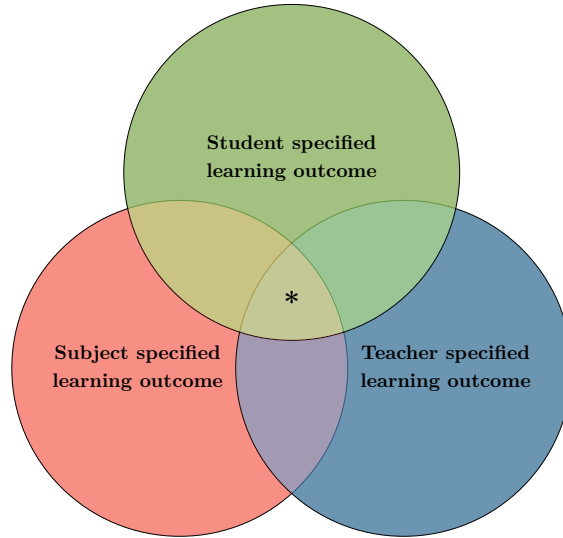 Student specified
learning outcome
*
Subject specified
learning outcome
Teacher specified
learning outcome